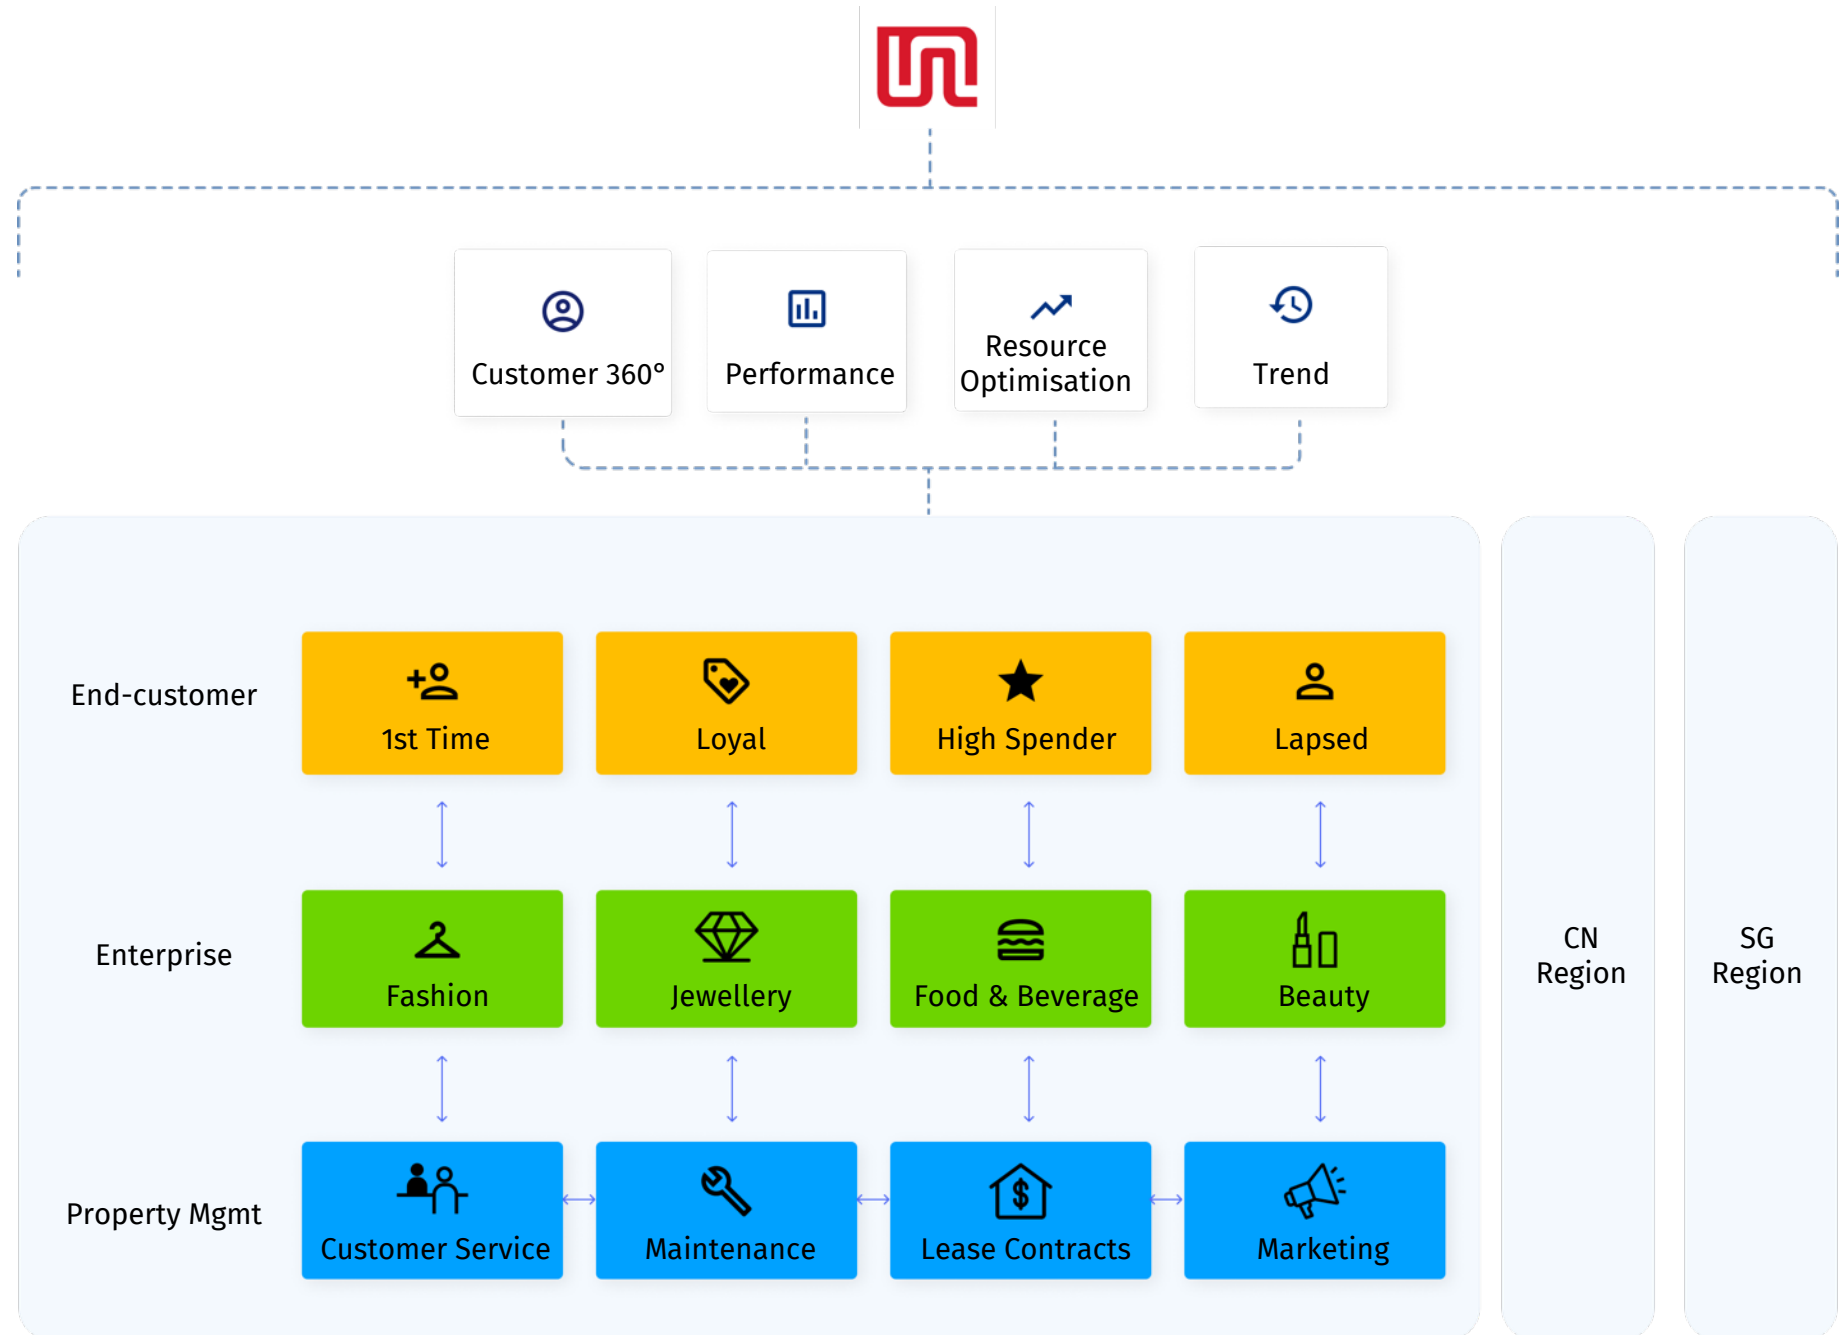 Customer 360°
Performance
Resource
Optimisation
Trend
End-customer
1st Time
Loyal
High Spender
Lapsed
Enterprise
Fashion
Jewellery
Food & Beverage
Beauty
CN
Region
SG
Region
Property Mgmt
Customer Service
Maintenance
Lease Contracts
Marketing